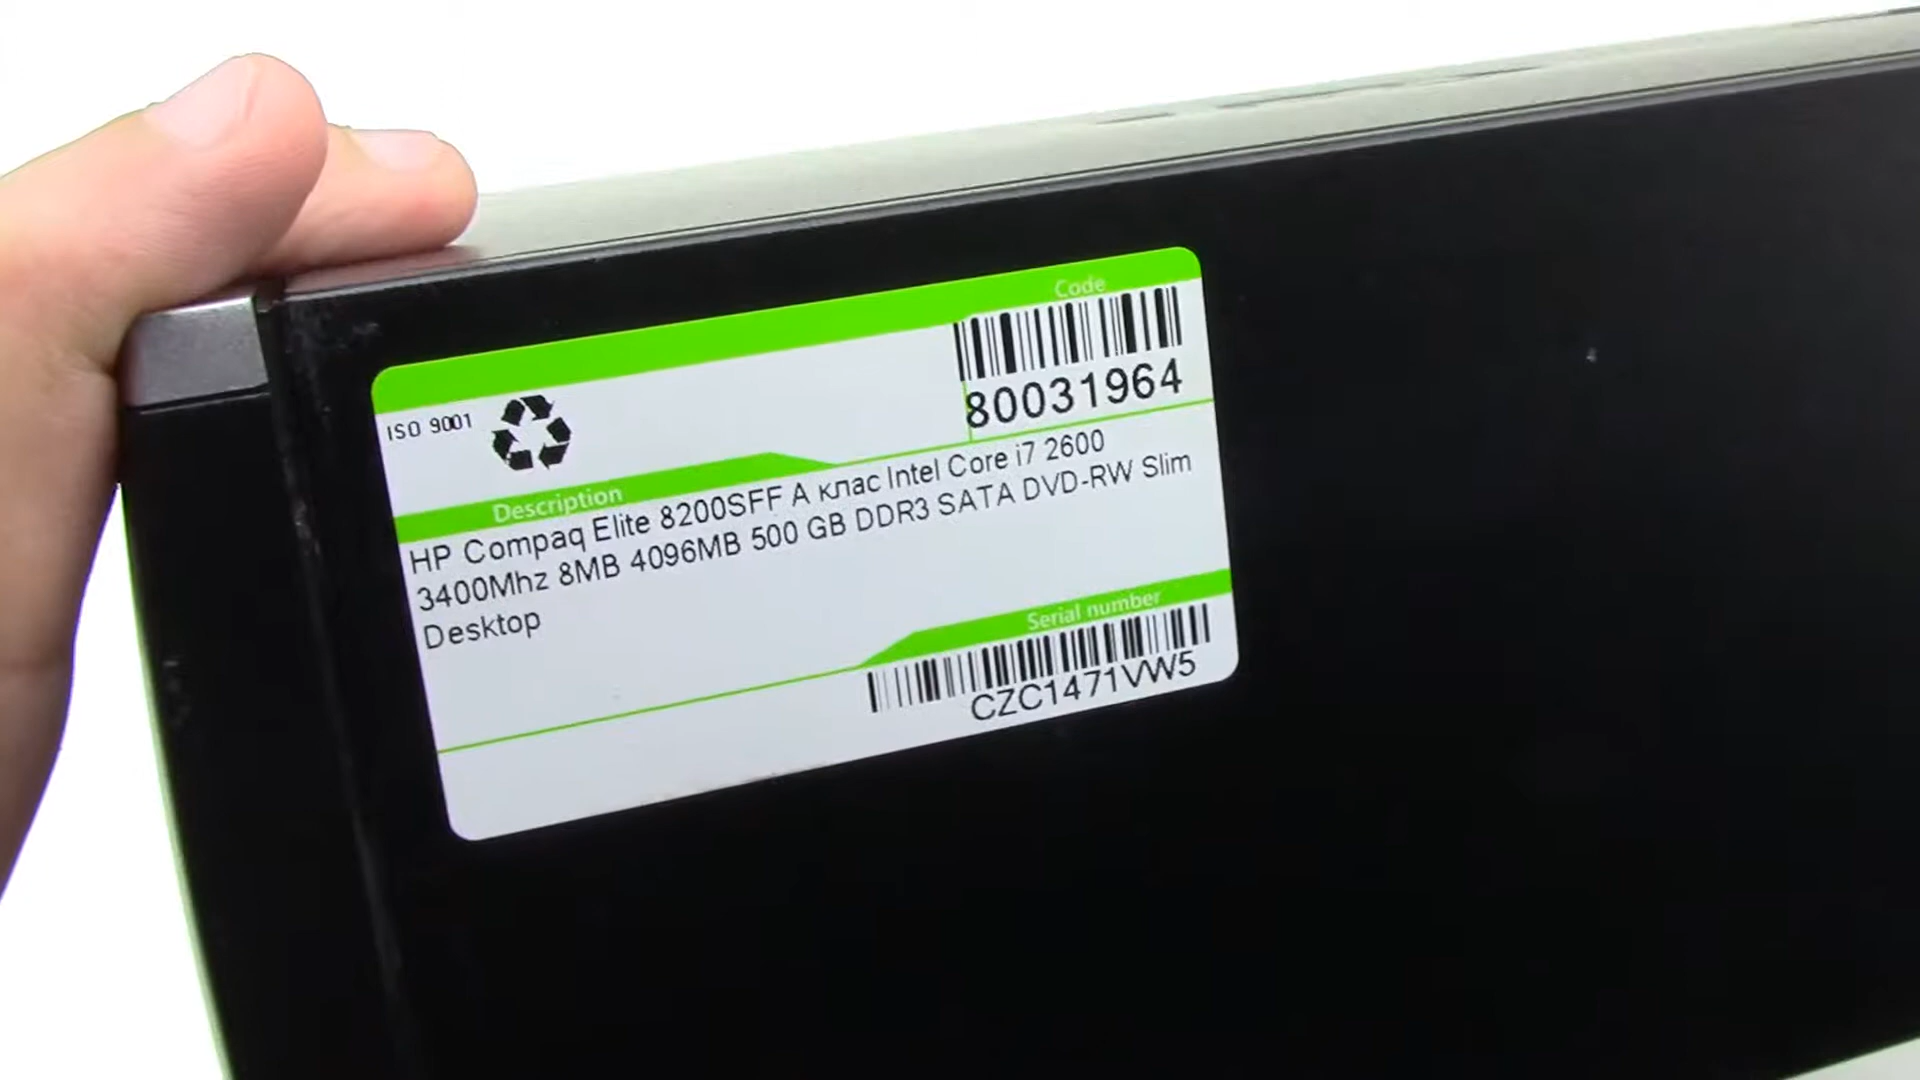 Code
80031964
ISO 9001
Description
HP Compaq Elite 8200SFF А клас Intel Core i7 2600
3400Mhz 8MB 4096MB 500 GB DDR3 SATA DVD-RW Slim
Desktop
Serial number
CZC1471VW5